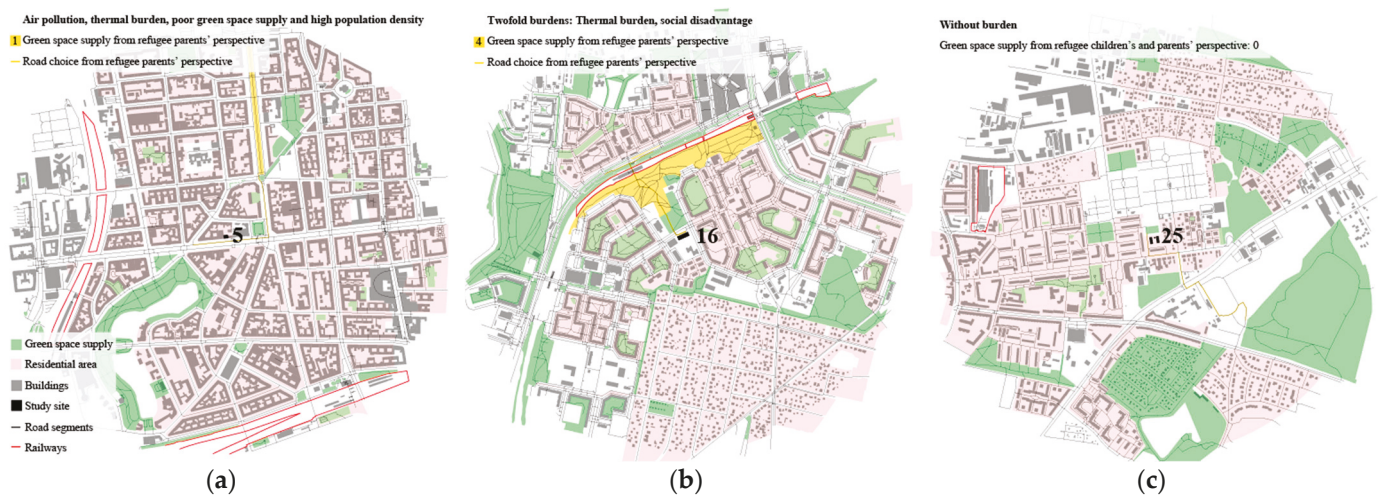 Air pollution, thermal burden, poor green space supply and high population density
1 Green space supply from refugee parents' perspective
Road choice from refugee parents' perspective
5
Green space supply
Residential area
Buildings
Study site
Road segments
Railways
(a)
Twofold burdens: Thermal burden, social disadvantage
4 Green space supply from refugee parents' perspective
Road choice from refugee parents' perspective
16
(b)
Without burden
Green space supply from refugee children's and parents' perspective: 0
25
(c)